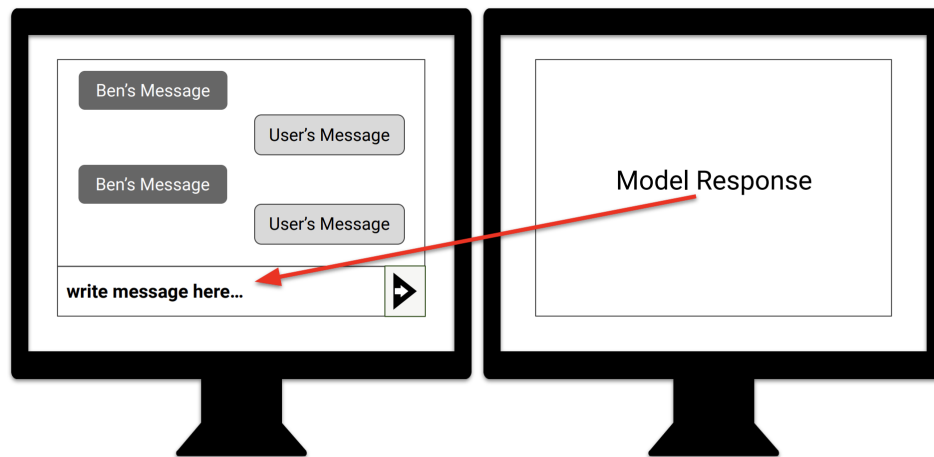 Ben's Message
User's Message
Ben's Message
User's Message
write message here...
Model Response